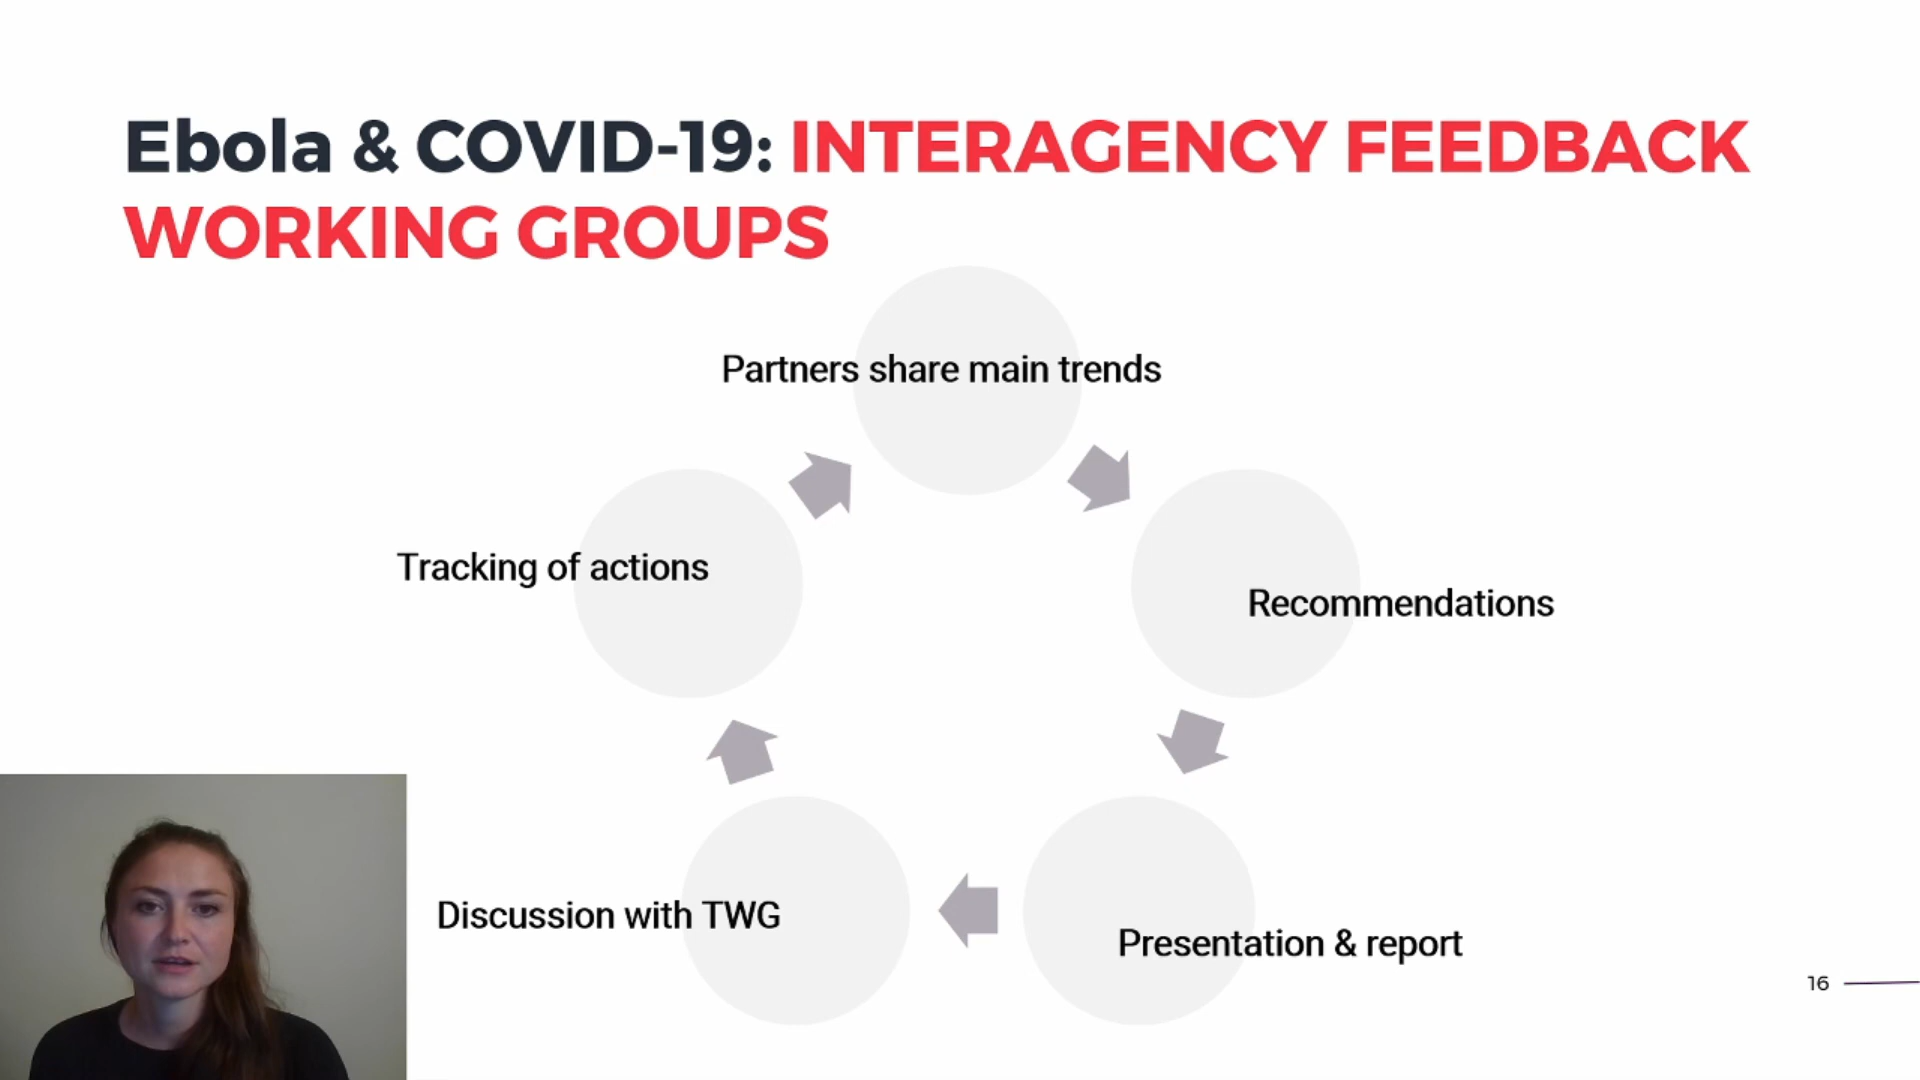 Ebola & COVID-19: INTERAGENCY FEEDBACK
WORKING GROUPS
Partners share main trends
Tracking of actions
Recommendations
Discussion with TWG
Presentation & report
16